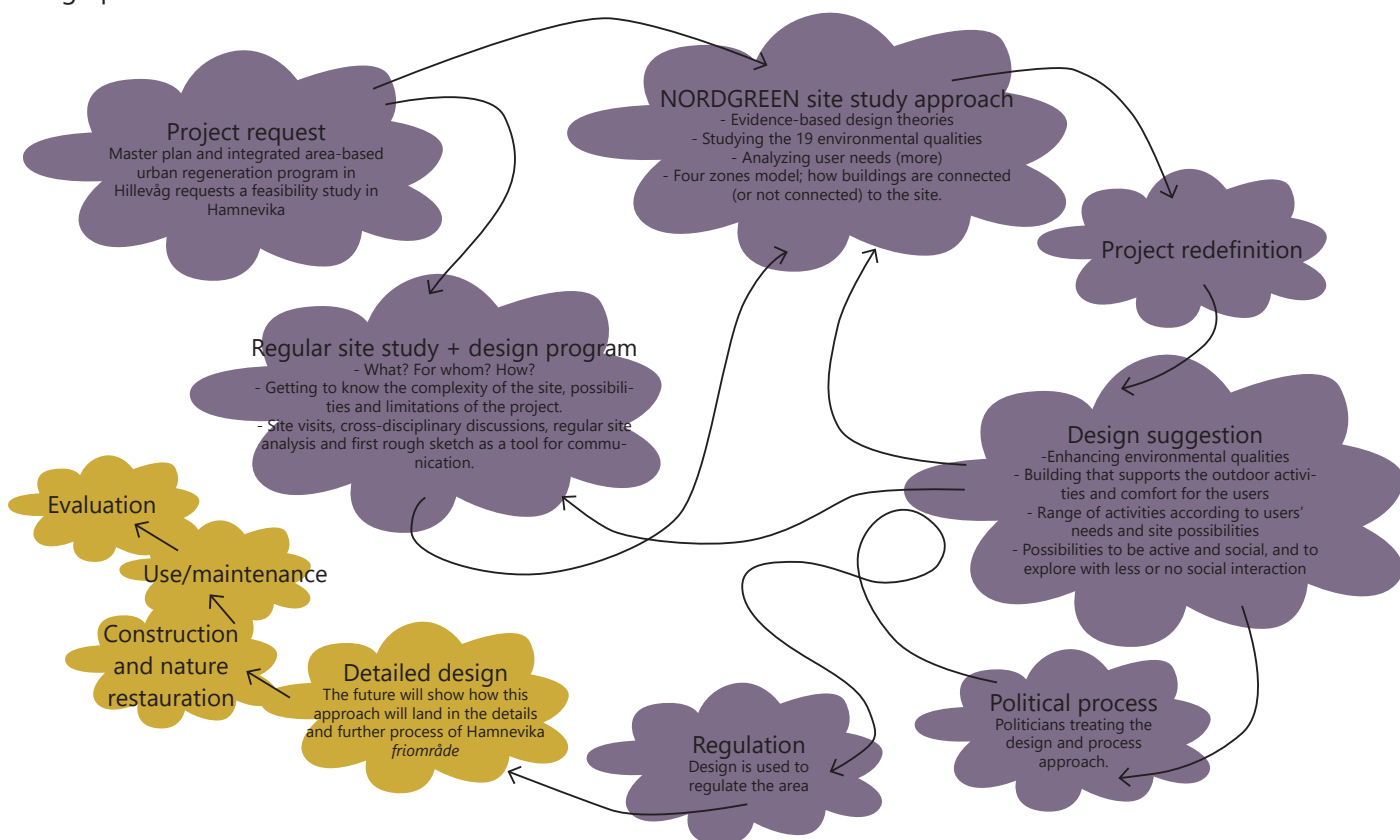 Project request
Master plan and integrated area-based
urban regeneration program in
Hillevåg requests a feasibility study in
Hamnevika
NORDGREEN site study approach
- Evidence-based design theories
- Studying the 19 environmental qualities
- Analyzing user needs (more)
- Four zones model; how buildings are connected
(or not connected) to the site.
Project redefinition
Regular site study + design program
- What? For whom? How?
- Getting to know the complexity of the site, possibili-
ties and limitations of the project.
- Site visits, cross-disciplinary discussions, regular site
analysis and first rough sketch as a tool for commu-
nication.
Design suggestion
-Enhancing environmental qualities
- Building that supports the outdoor activi-
ties and comfort for the users
- Range of activities according to users’
needs and site possibilities
- Possibilities to be active and social, and to
explore with less or no social interaction
Evaluation
Use/maintenance
Construction
and nature
restauration
Detailed design
The future will show how this
approach will land in the details
and further process of Hamnevika
friområde
Regulation
Design is used to
regulate the area
Political process
Politicians treating the
design and process
approach.